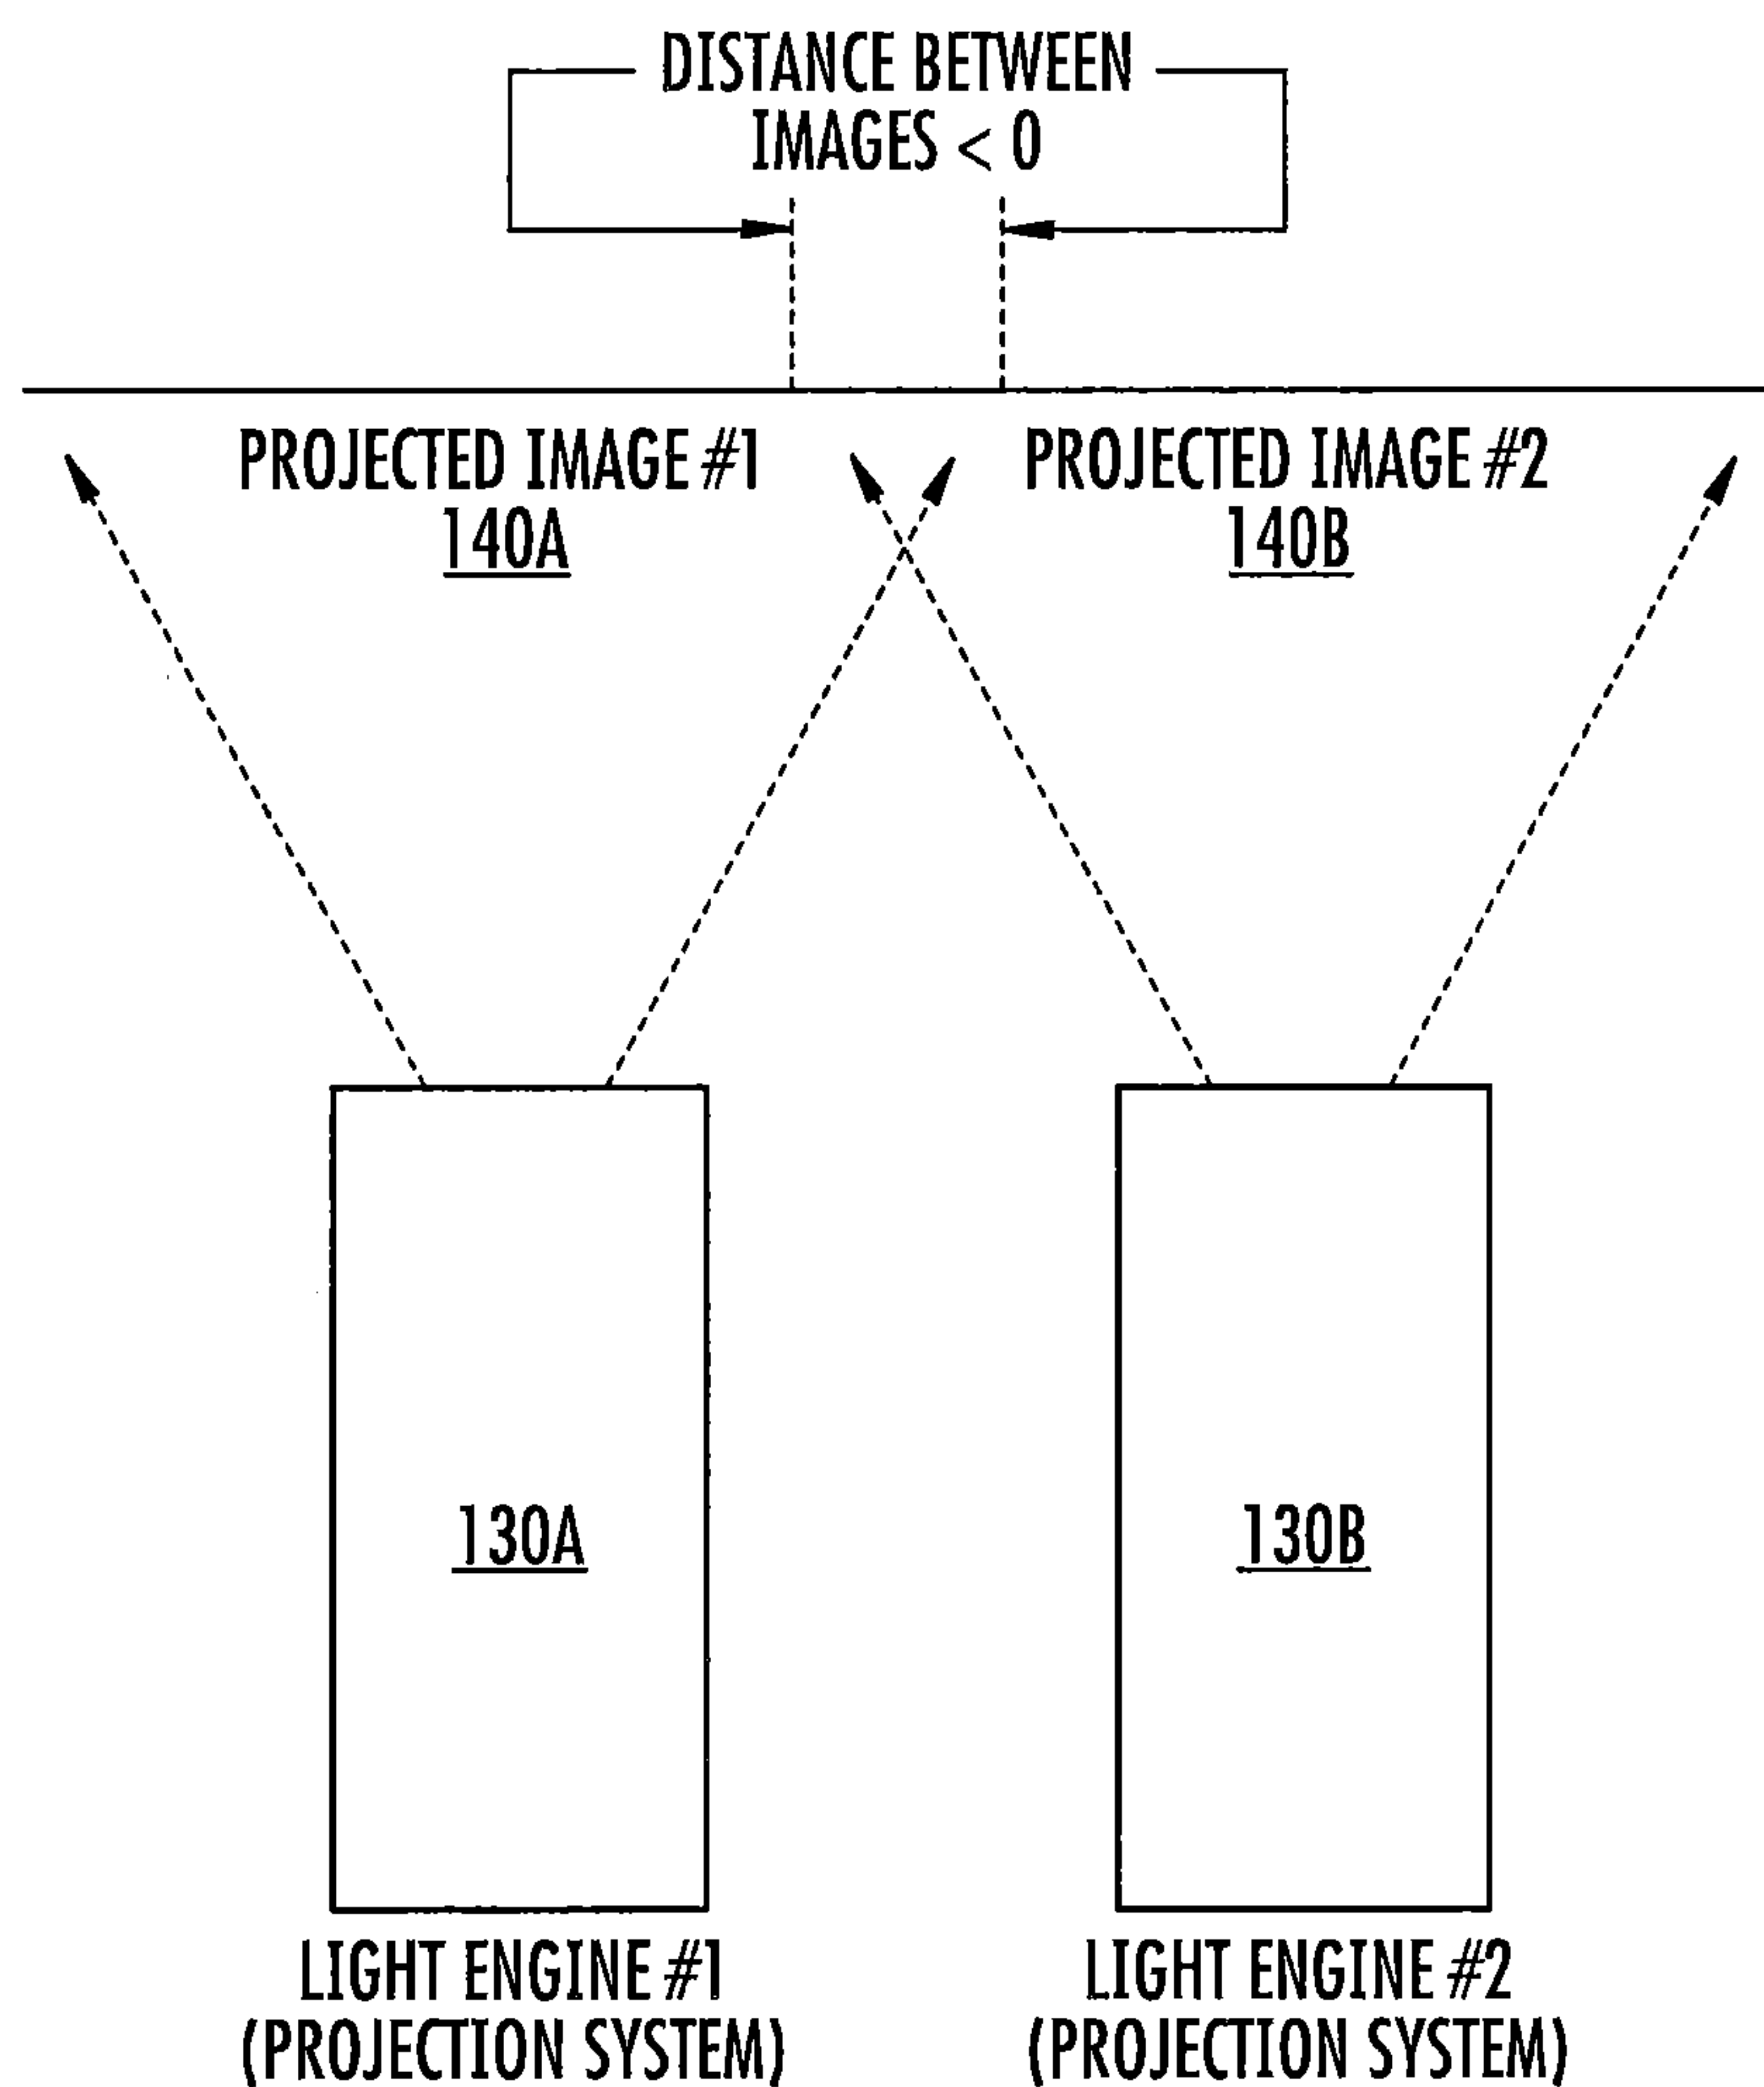 DISTANCE BETWEEN
IMAGES < 0
PROJECTED IMAGE #1
140A
PROJECTED IMAGE #2
140B
130A
130B
LIGHT ENGINE #1
(PROJECTION SYSTEM)
LIGHT ENGINE #2
(PROJECTION SYSTEM)